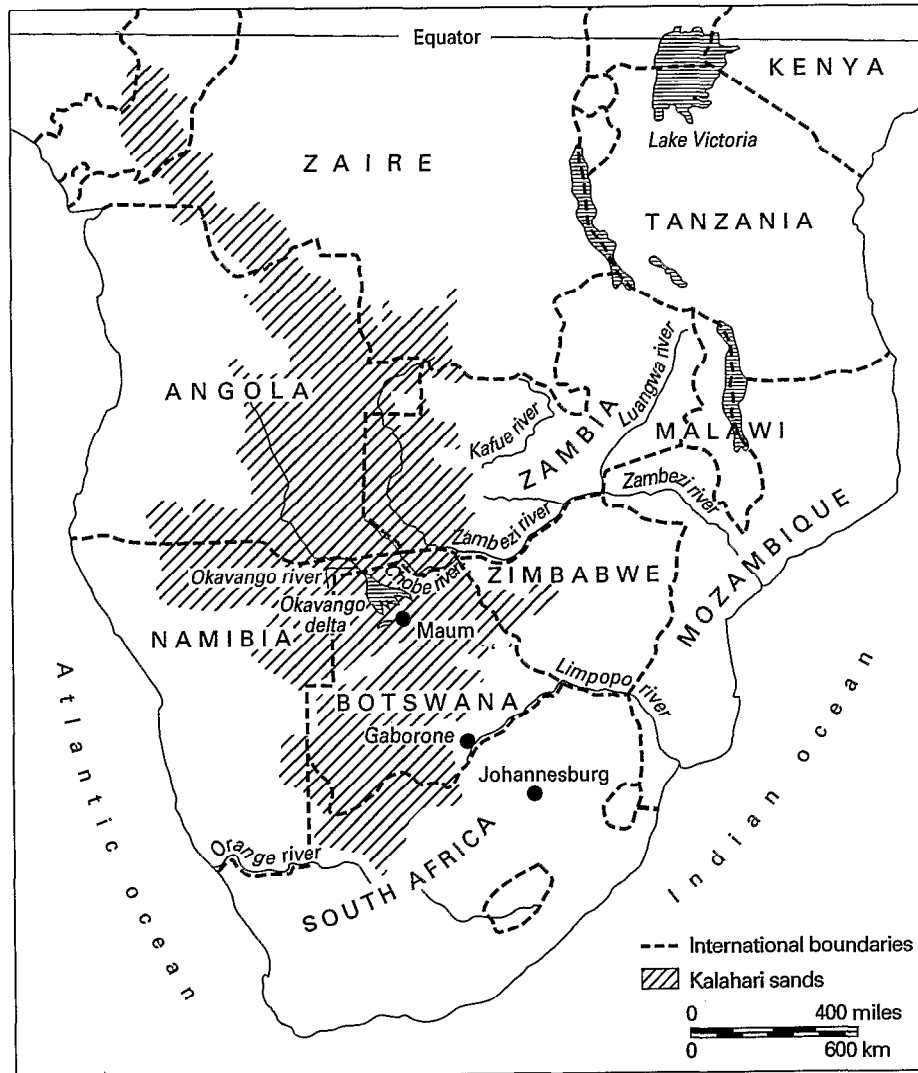 Equator
KENYA
Lake Victoria
ZAIRE
TANZANIA
ANGOLA
Kafue river
ZAMBIA
Luangwa river
MALAWI
Zambezi river
Zambezi river
MOZAMBIQUE
Okavango river
Chobe river
ZIMBABWE
Okavango
delta
NAMIBIA
Maum
Limpopo river
BOTSWANA
Gaborone
Johannesburg
Orange river
SOUTH AFRICA
Atlantic ocean
Indian ocean
International boundaries
Kalahari sands
0 400 miles
0 600 km